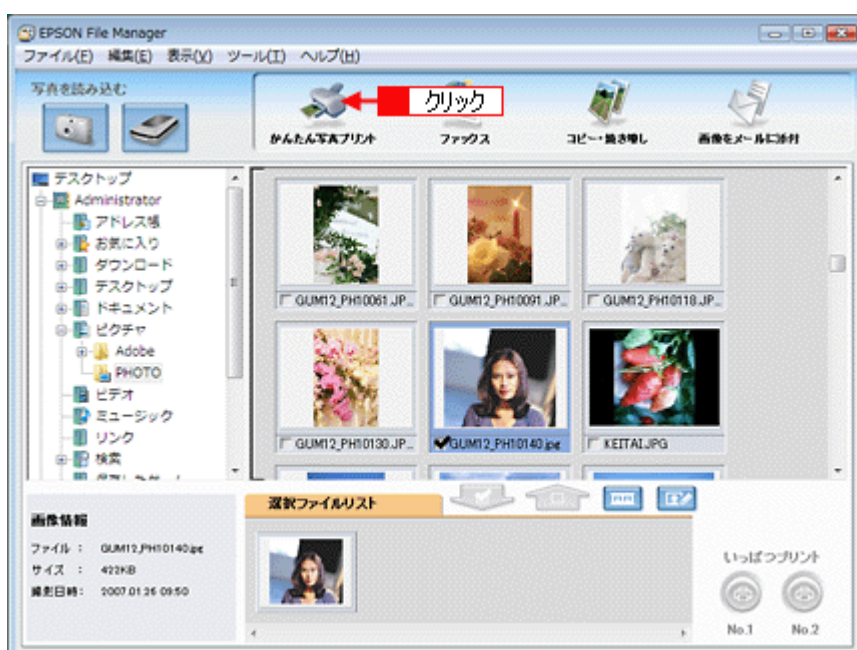 EPSON File Manager
ファイル(F) 編集(E) 表示(V) ツール(T) ヘルプ(H)
写真を読み込む
クリック
かんたん写真プリント
ファックス
コピー・焼き増し
画像をメールに添付
デスクトップ
Administrator
アドレス帳
お気に入り
ダウンロード
デスクトップ
ドキュメント
ピクチャ
Adobe
PHOTO
ビデオ
ミュージック
リンク
検索
GUM12_PH10061.JP...
GUM12_PH10091.JP...
GUM12_PH10118.JP...
GUM12_PH10130.JP...
GUM12_PH10140.jpg
KEITAI.JPG
画像情報
ファイル : GUM12_PH10140.jpg
サイズ : 422KB
撮影日時: 2007.01.26 09:50
選択ファイルリスト
いっぱつプリント
No.1 No.2